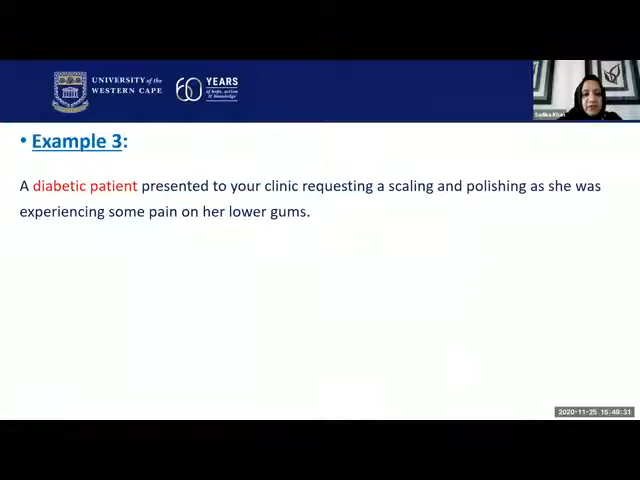 UNIVERSITY of the
WESTERN CAPE
60 YEARS
of hope, action
& knowledge
• Example 3:
A diabetic patient presented to your clinic requesting a scaling and polishing as she was
experiencing some pain on her lower gums.
2020-11-25 15:49:31